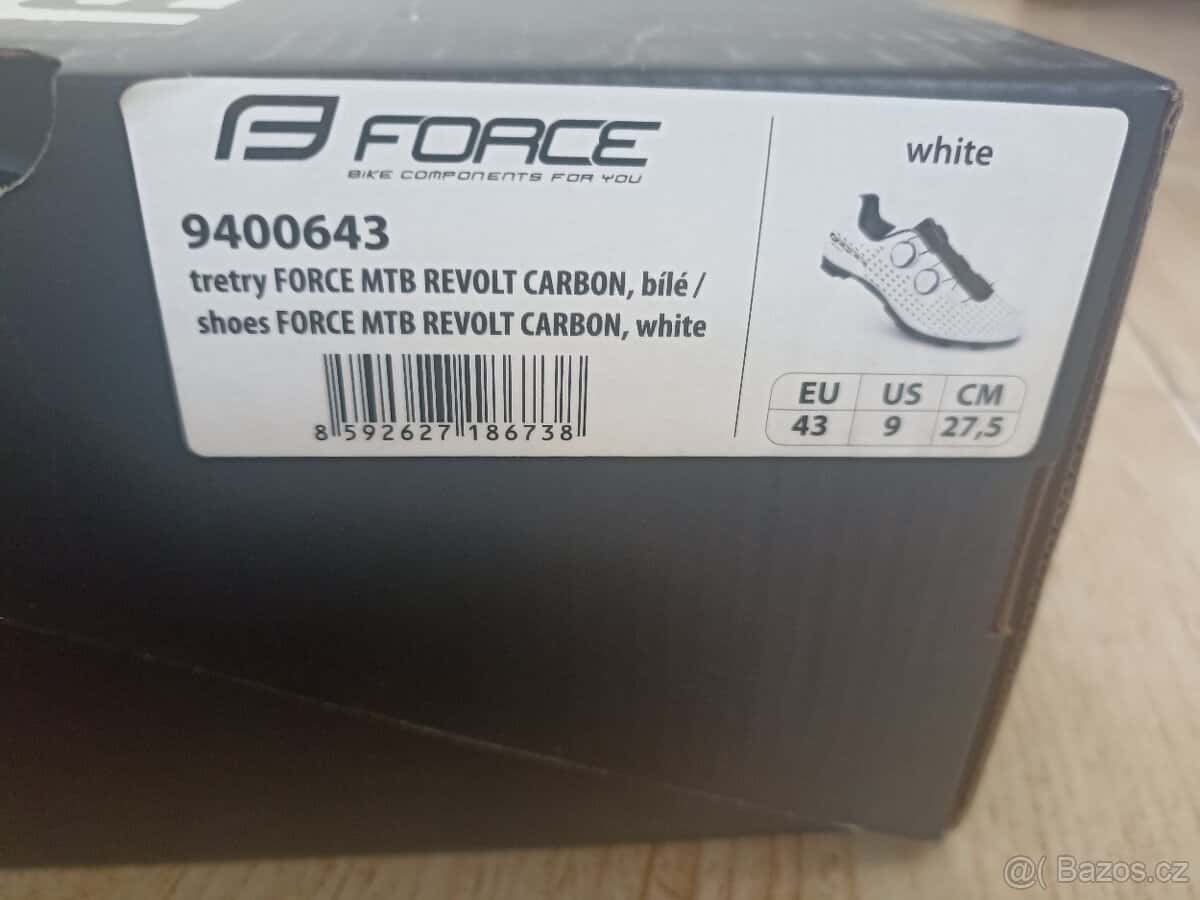 FORCE
BIKE COMPONENTS FOR YOU
9400643
tretry FORCE MTB REVOLT CARBON, bílé /
shoes FORCE MTB REVOLT CARBON, white
8 592627 186738
white
EU US CM
43 9 27,5
@( Bazos.cz